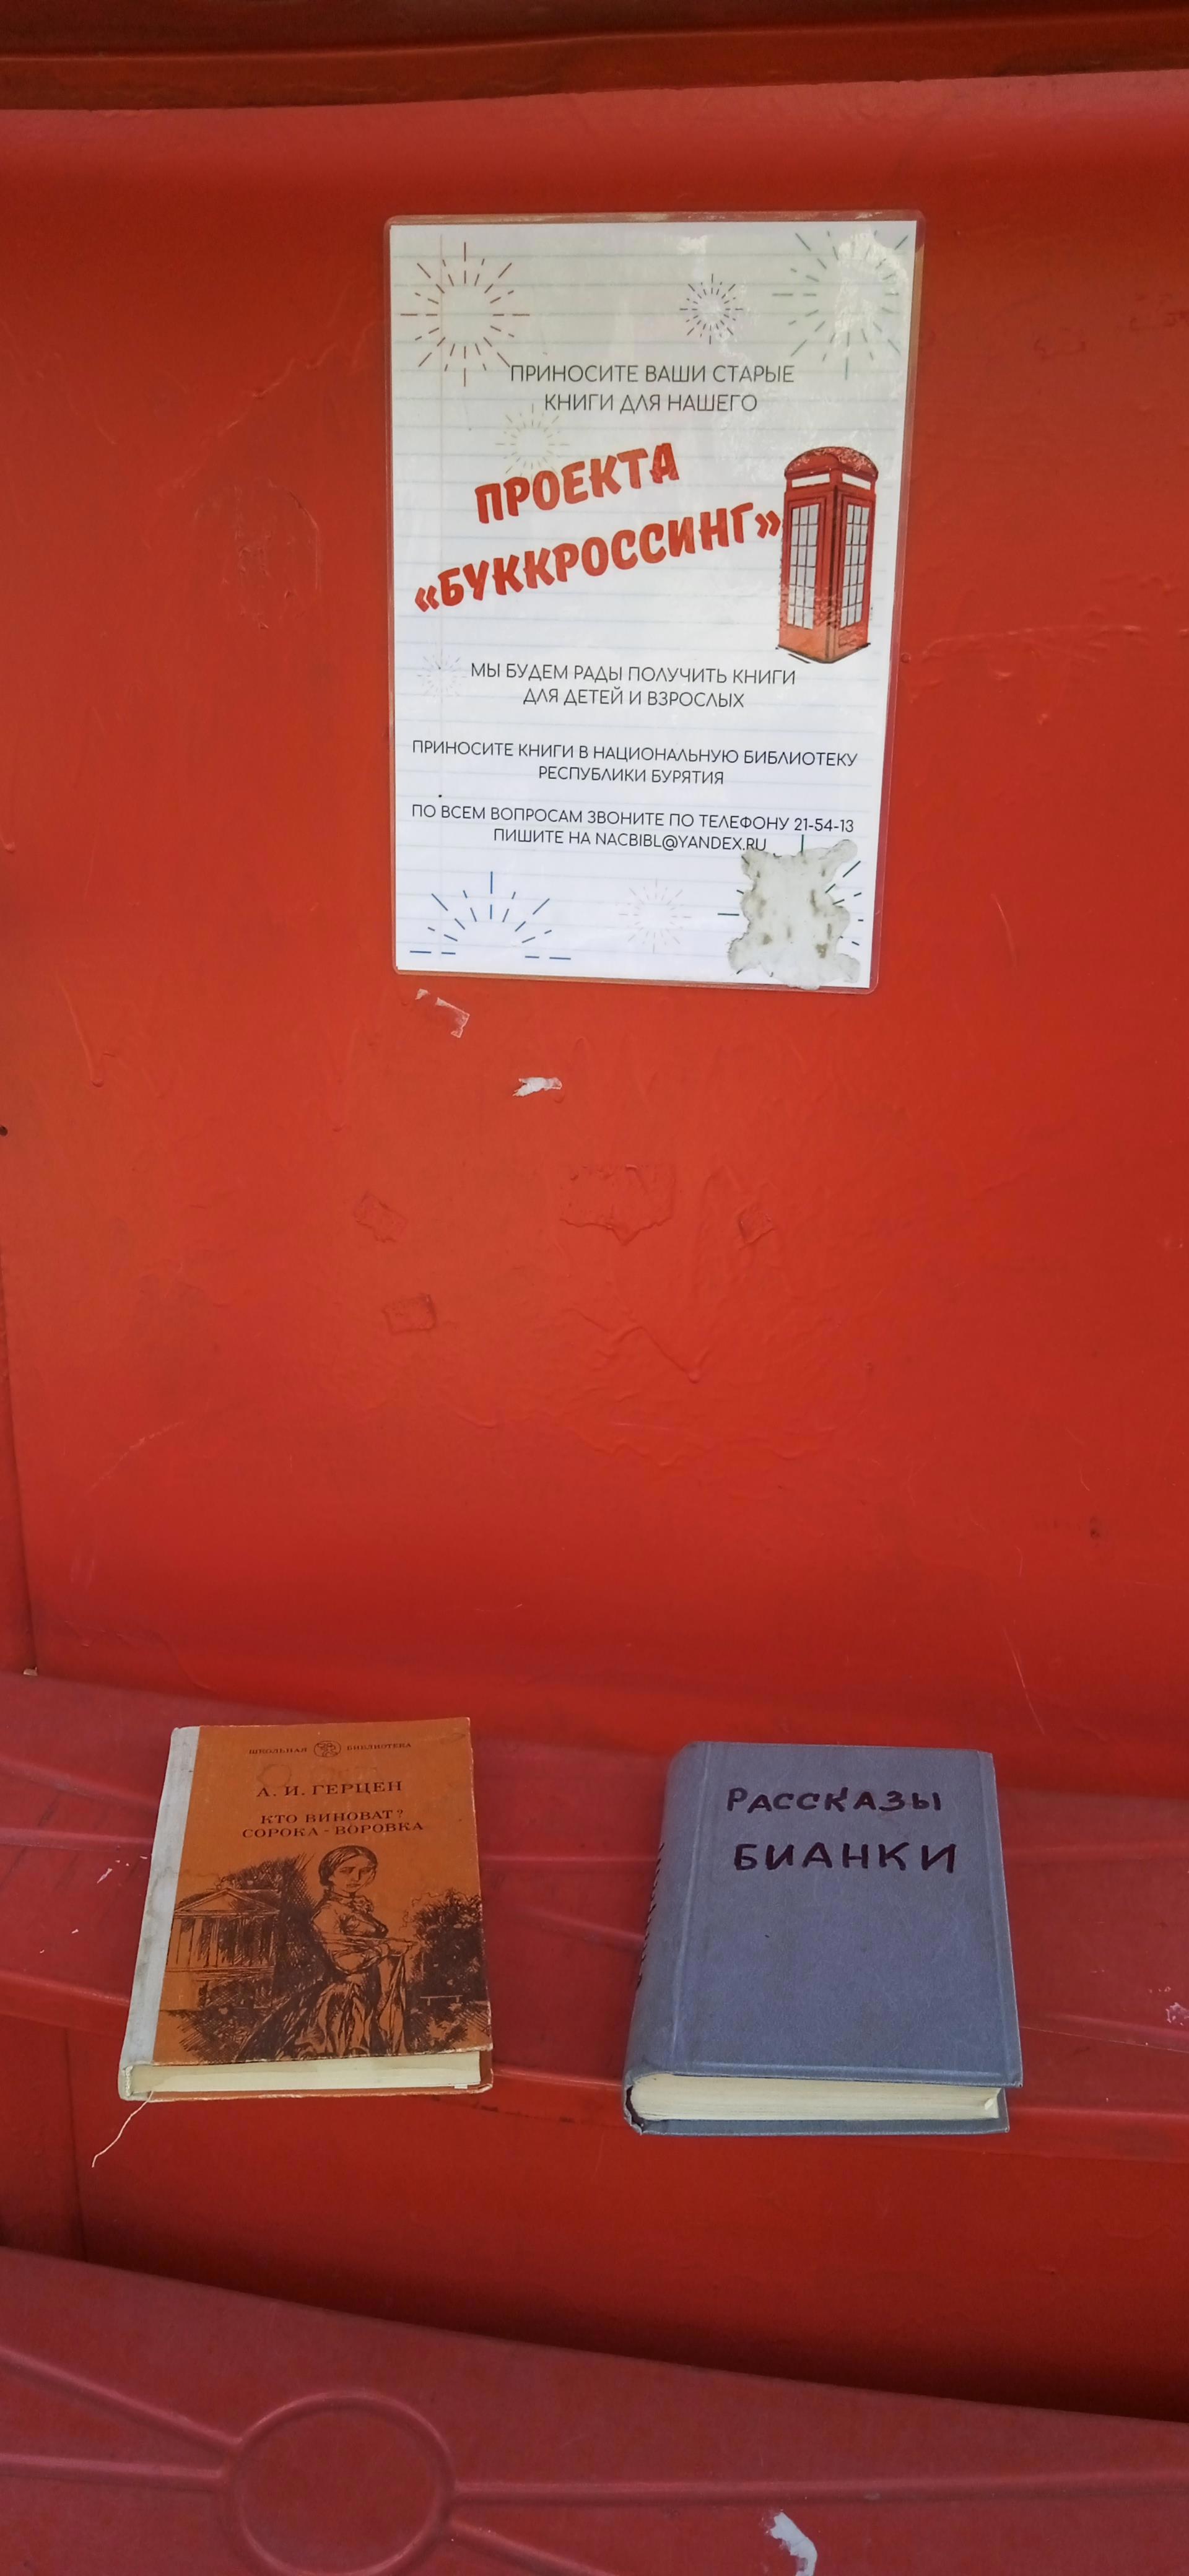 ПРИНОСИТЕ ВАШИ СТАРЫЕ
КНИГИ ДЛЯ НАШЕГО
ПРОЕКТА
«БУККРОССИНГ»
МЫ БУДЕМ РАДЫ ПОЛУЧИТЬ КНИГИ
ДЛЯ ДЕТЕЙ И ВЗРОСЛЫХ
ПРИНОСИТЕ КНИГИ В НАЦИОНАЛЬНУЮ БИБЛИОТЕКУ
РЕСПУБЛИКИ БУРЯТИЯ
ПО ВСЕМ ВОПРОСАМ ЗВОНИТЕ ПО ТЕЛЕФОНУ 21-54-13
ПИШИТЕ НА NACBIBL@YANDEX.RU
ШКОЛЬНАЯ БИБЛИОТЕКА
А. И. ГЕРЦЕН
КТО ВИНОВАТ?
СОРОКА-ВОРОВКА
РАССКАЗЫ
БИАНКИ